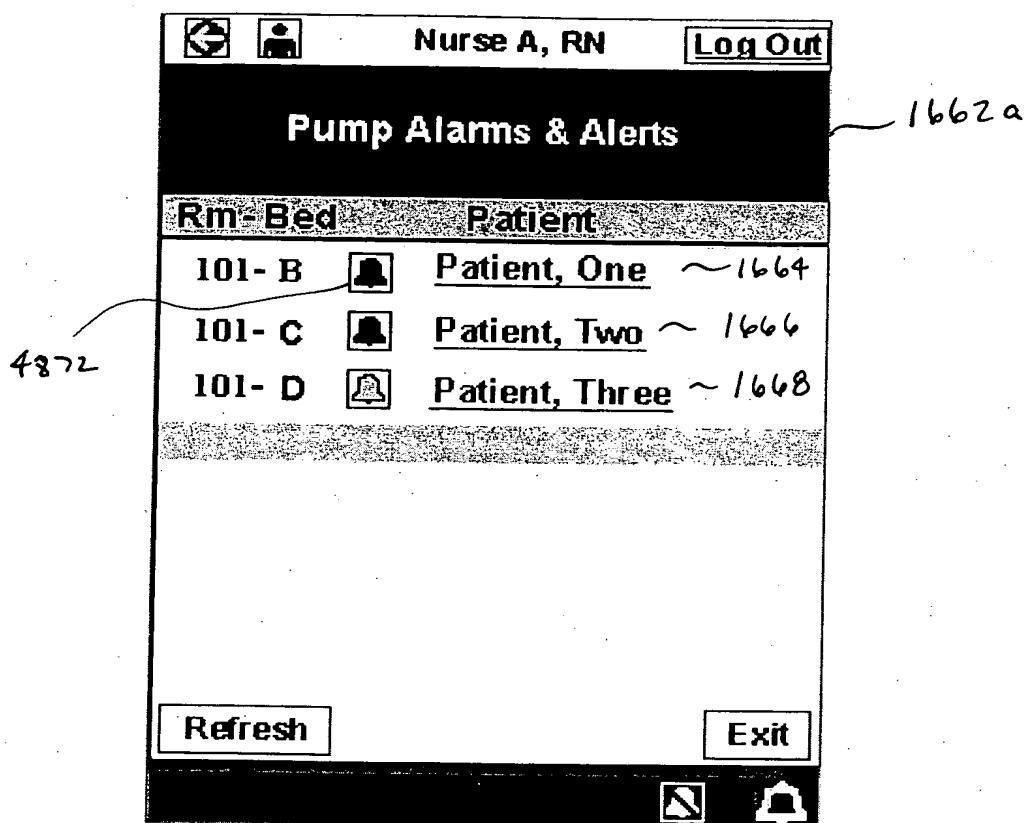 Nurse A, RN Log Out
Pump Alarms & Alerts 1662a
Rm-Bed Patient
101- B Patient, One 1664
101- C Patient, Two 1666
4872
101- D Patient, Three 1668
Refresh Exit